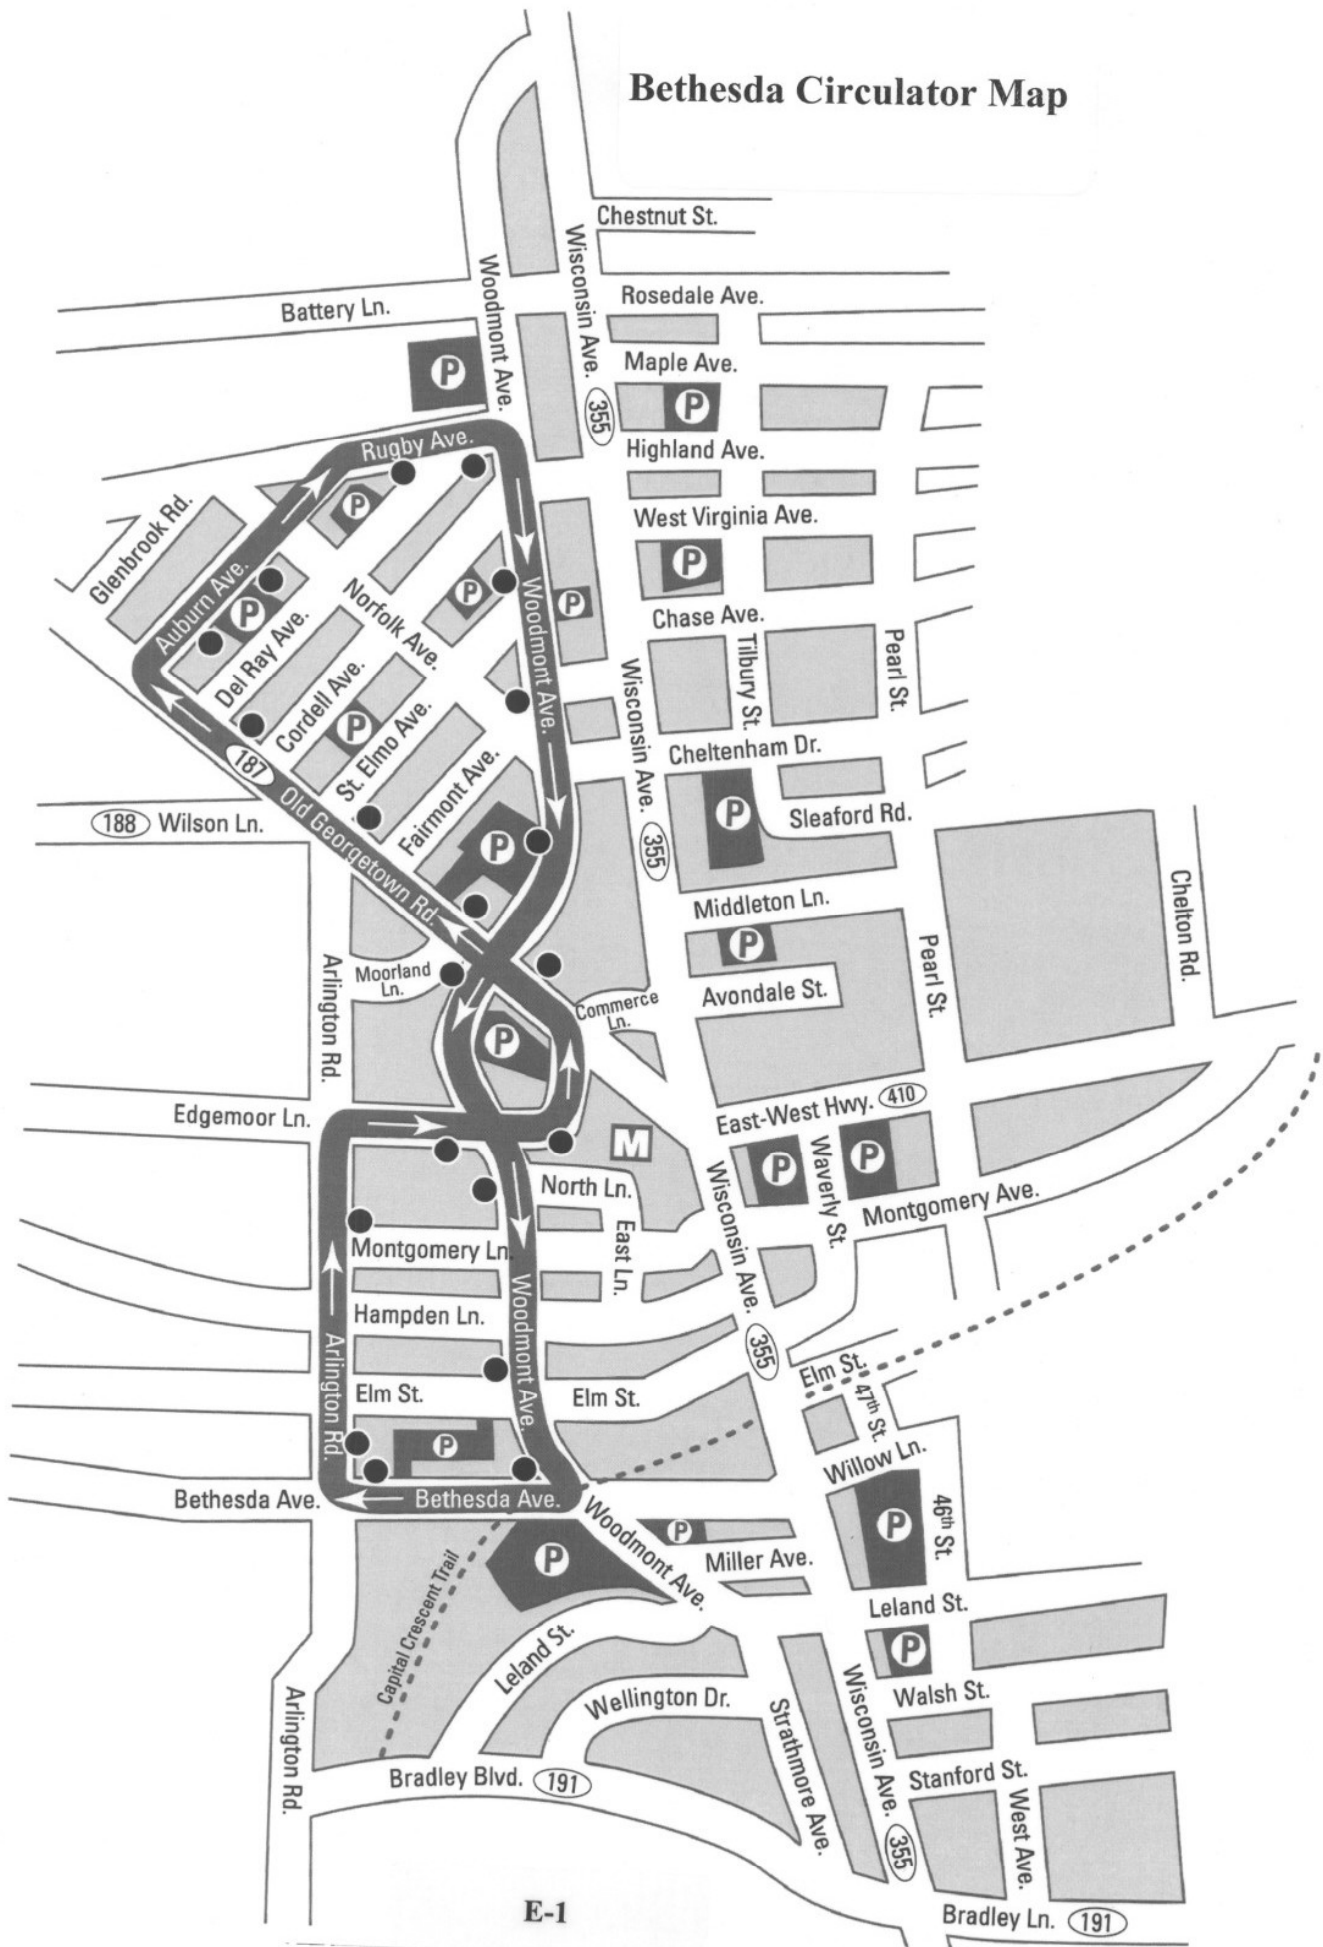 Bethesda Circulator Map
Chestnut St.
Wisconsin Ave.
Woodmont Ave.
Rosedale Ave.
Battery Ln.
Maple Ave.
P
355
P
Highland Ave.
Rugby Ave.
P
Glenbrook Rd.
West Virginia Ave.
P
Auburn Ave.
Norfolk Ave.
P
P
P
Woodmont Ave.
Chase Ave.
Del Ray Ave.
Tilbury St.
Pearl St.
Cordell Ave.
P
St. Elmo Ave.
Wisconsin Ave.
Cheltenham Dr.
187
Fairmont Ave.
P
Sleaford Rd.
188 Wilson Ln.
Old Georgetown Rd.
P
355
Middleton Ln.
Chelton Rd.
P
Pearl St.
Arlington Rd.
Moorland
Ln.
Commerce
Ln.
Avondale St.
P
Edgemoor Ln.
East-West Hwy. 410
M
P
Waverly St.
P
North Ln.
Wisconsin Ave.
Montgomery Ave.
East Ln.
Montgomery Ln.
Hampden Ln.
Woodmont Ave.
355
Arlington Rd.
Elm St.
Elm St.
Elm St.
47th St.
P
Willow Ln.
Bethesda Ave.
Bethesda Ave.
Woodmont Ave.
P
P
46th St.
P
Miller Ave.
Capital Crescent Trail
Leland St.
Leland St.
P
Walsh St.
Wellington Dr.
Arlington Rd.
Strathmore Ave.
Wisconsin Ave.
Stanford St.
Bradley Blvd. 191
West Ave.
355
E-1
Bradley Ln. 191